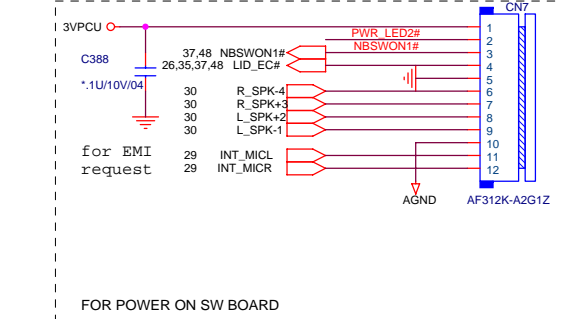 CN7
3VPCU
1
PWR_LED2#
2
37,48 NBSWON1# NBSWON1#
3
C388
26,35,37,48 LID_EC#
4
5
*.1U/10V/04
30 R_SPK-4
6
30 R_SPK+3
7
30 L_SPK+2
8
30 L_SPK-1
9
10
for EMI
request
29 INT_MICL
11
29 INT_MICR
12
AGND
AF312K-A2G1Z
FOR POWER ON SW BOARD